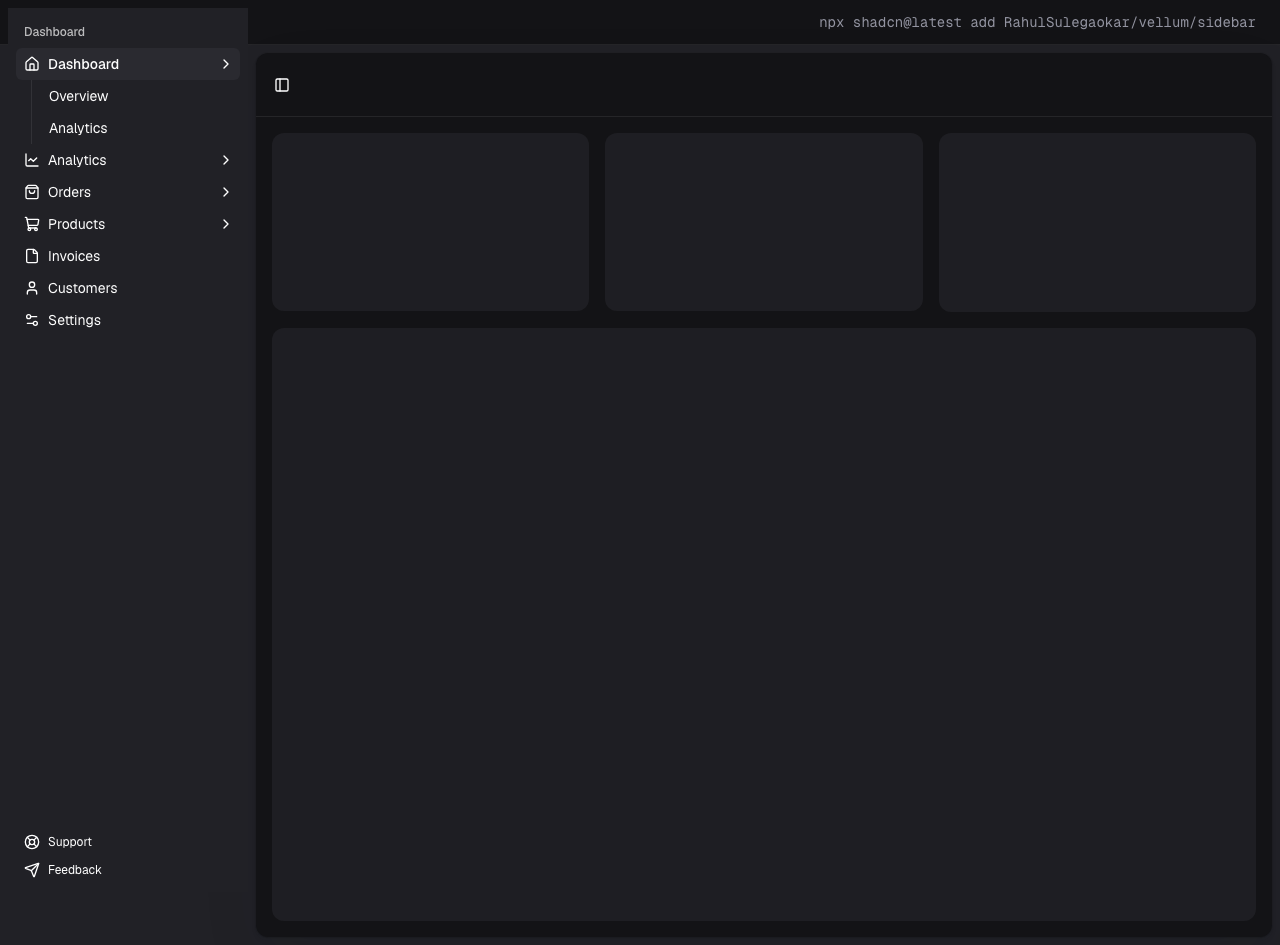 Dashboard
npx shadcn@latest add RahulSulegaokar/vellum/sidebar
Dashboard
Overview
Analytics
Analytics
Orders
Products
Invoices
Customers
Settings
Support
Feedback